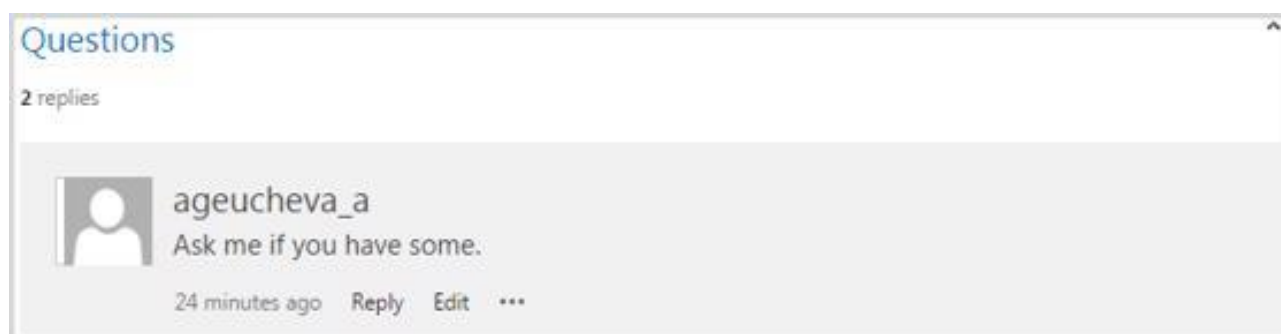 Questions
2 replies
ageucheva_a
Ask me if you have some.
24 minutes ago Reply Edit ···